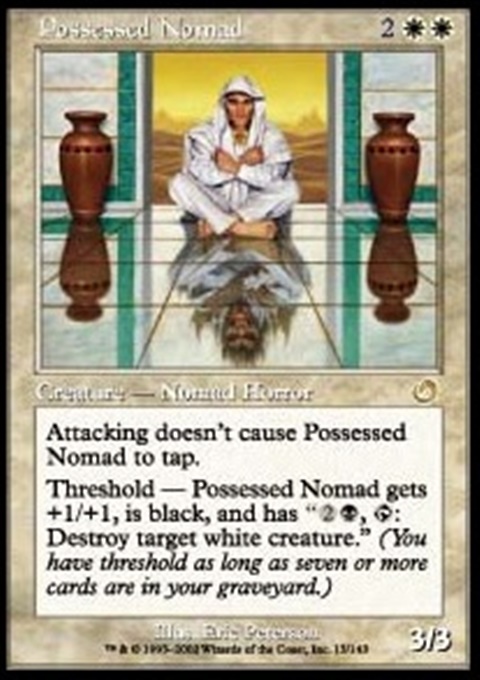 Possessed Nomad 2
Creature — Nomad Horror
Attacking doesn't cause Possessed
Nomad to tap.
Threshold — Possessed Nomad gets
+1/+1, is black, and has "2 , :
Destroy target white creature." (You
have threshold as long as seven or more
cards are in your graveyard.)
Illus. Eric Peterson
™ & © 1993-2002 Wizards of the Coast, Inc. 13/143
3/3